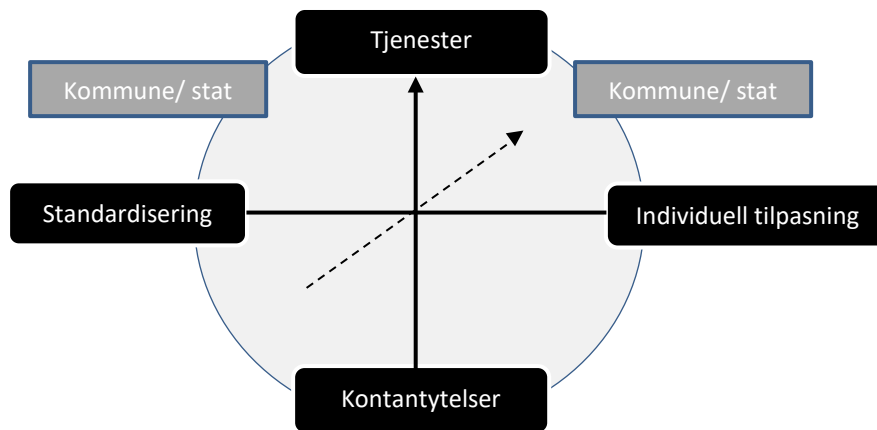 Tjenester
Kommune/ stat
Kommune/ stat
Standardisering
Individuell tilpasning
Kontantytelser